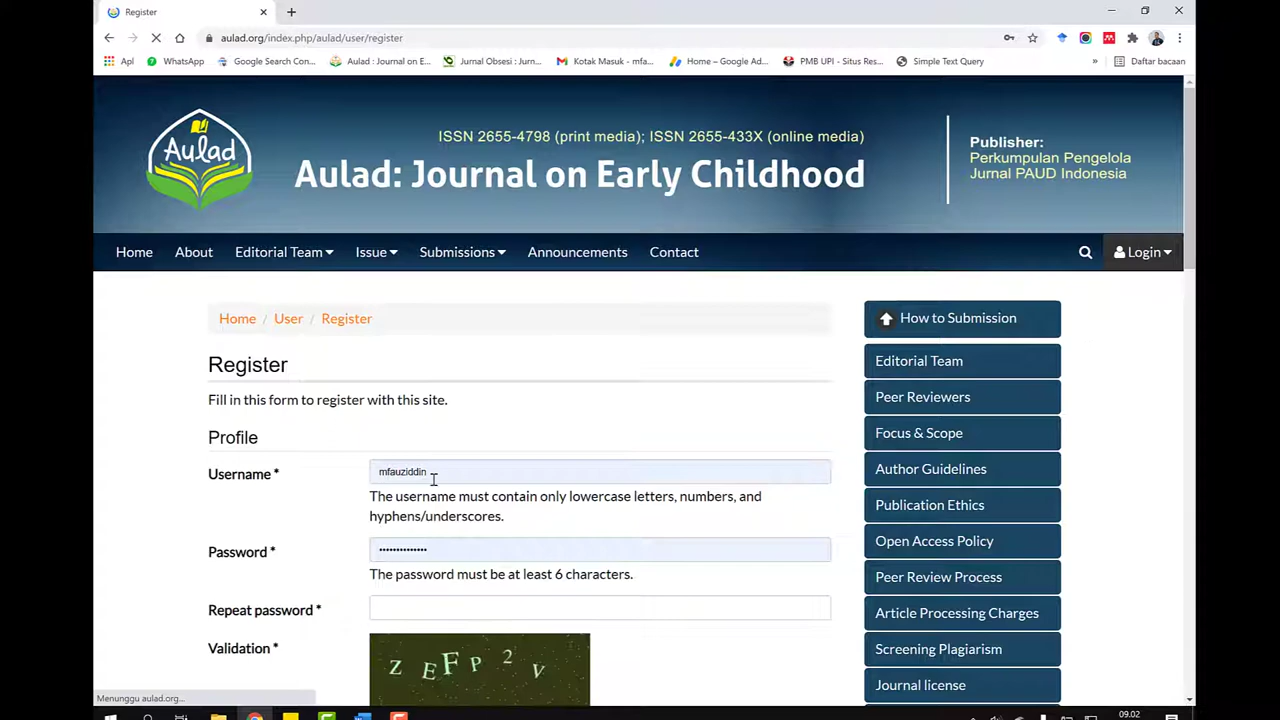 Register
aulad.org/index.php/aulad/user/register
Apl
WhatsApp
Google Search Con...
Aulad : Journal on E...
Jurnal Obsesi : Jurn...
Kotak Masuk - mfa...
Home – Google Ad...
PMB UPI - Situs Res...
Simple Text Query
»
Daftar bacaan
Aulad
ISSN 2655-4798 (print media); ISSN 2655-433X (online media)
Aulad: Journal on Early Childhood
Publisher:
Perkumpulan Pengelola
Jurnal PAUD Indonesia
Home
About
Editorial Team
Issue
Submissions
Announcements
Contact
Login
Home / User / Register
Register
Fill in this form to register with this site.
Profile
Username *
mfauziddin
The username must contain only lowercase letters, numbers, and
hyphens/underscores.
Password *
••••••••••••••
The password must be at least 6 characters.
Repeat password *
Validation *
Z E F P 2 V
How to Submission
Editorial Team
Peer Reviewers
Focus & Scope
Author Guidelines
Publication Ethics
Open Access Policy
Peer Review Process
Article Processing Charges
Screening Plagiarism
Journal license
Menunggu aulad.org...
09.02